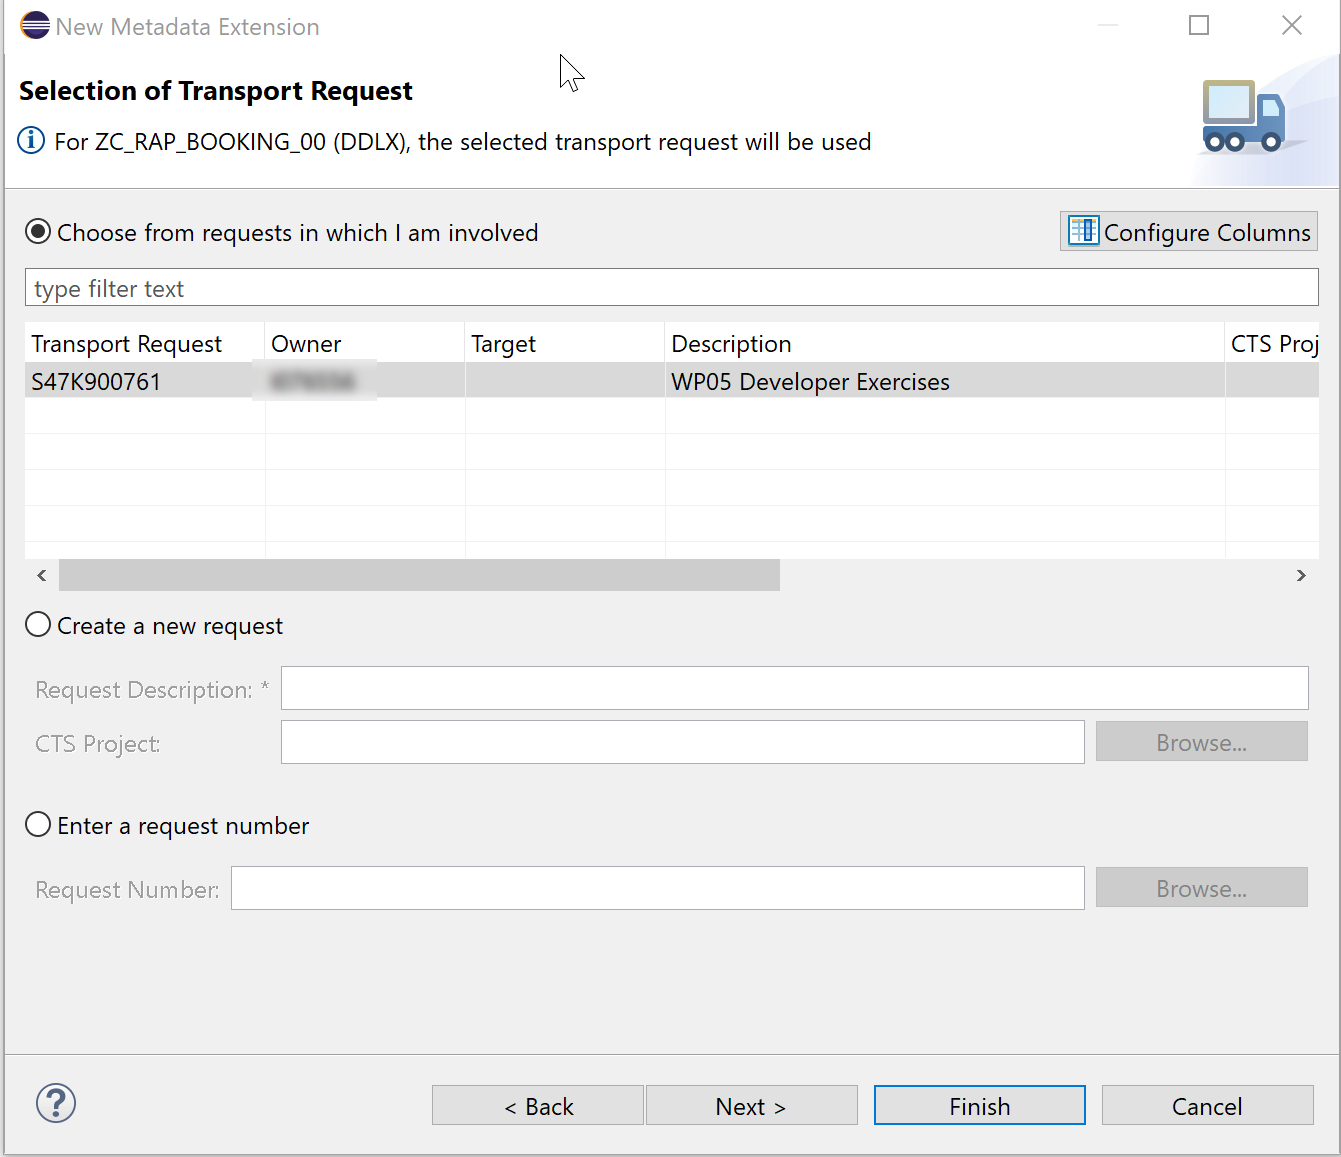 New Metadata Extension
Selection of Transport Request
For ZC_RAP_BOOKING_00 (DDLX), the selected transport request will be used
Choose from requests in which I am involved
Configure Columns
type filter text
Transport Request Owner Target Description CTS Proj
S47K900761 WP05 Developer Exercises
Create a new request
Request Description: *
CTS Project:
Browse...
Enter a request number
Request Number:
Browse...
< Back Next > Finish Cancel